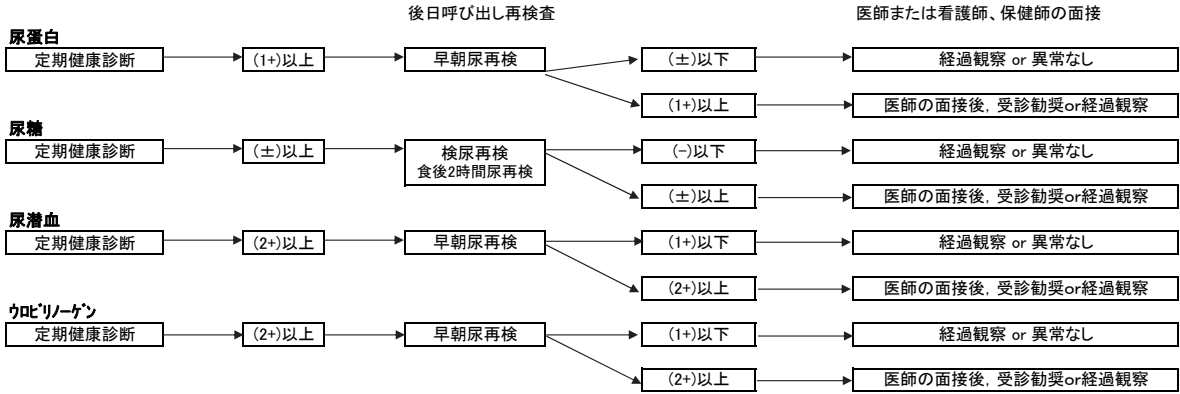 後日呼び出し再検査 医師または看護師、保健師の面接
尿蛋白
定期健康診断 (1+)以上 早朝尿再検 (±)以下 経過観察 or 異常なし
(1+)以上 医師の面接後，受診勧奨or経過観察
尿糖
定期健康診断 (±)以上 検尿再検 (-)以下 経過観察 or 異常なし
食後2時間尿再検
(±)以上 医師の面接後，受診勧奨or経過観察
尿潜血
定期健康診断 (2+)以上 早朝尿再検 (1+)以下 経過観察 or 異常なし
(2+)以上 医師の面接後，受診勧奨or経過観察
ｳﾛﾋﾞﾘﾉｰｹﾞﾝ
定期健康診断 (2+)以上 早朝尿再検 (1+)以下 経過観察 or 異常なし
(2+)以上 医師の面接後，受診勧奨or経過観察